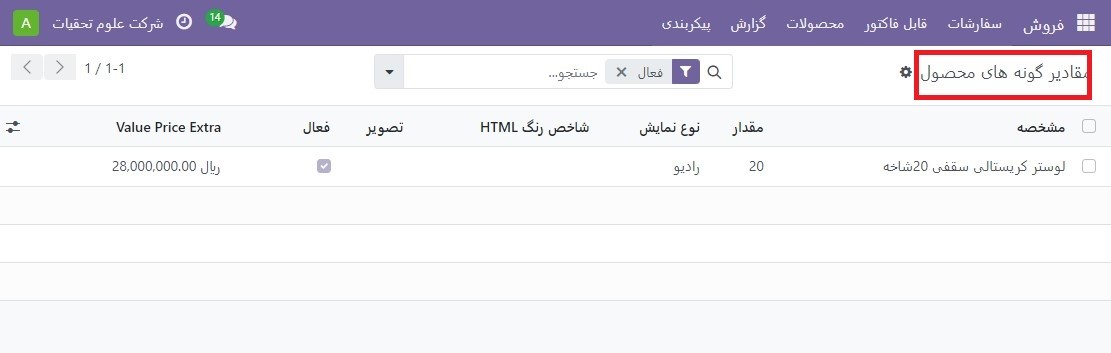 فروش سفارشات قابل فاکتور محصولات گزارش پیکربندی 14 شرکت علوم تحقیات A
مقادیر گونه های محصول فعال جستجو... 1 / 1-1
مشخصه مقدار نوع نمایش شاخص رنگ HTML تصویر فعال Value Price Extra
لوستر کریستالی سقفی 20شاخه 20 رادیو 28,000,000.00 ریال